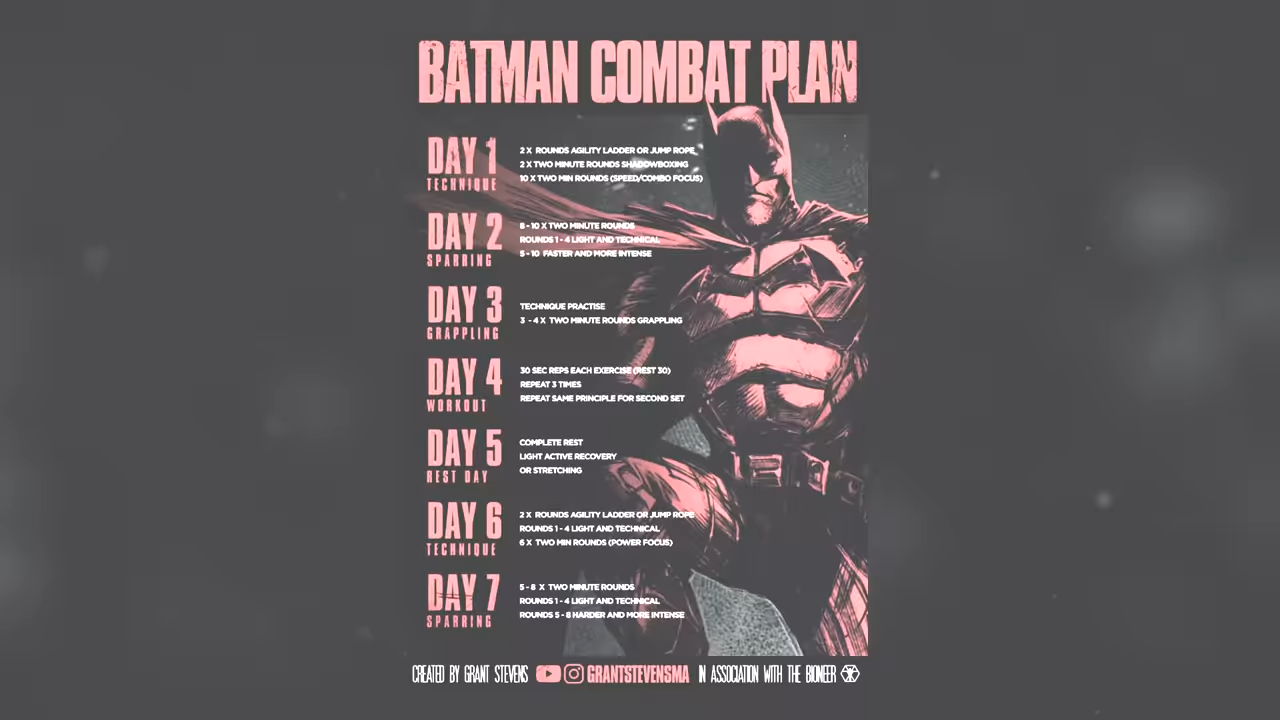 BATMAN COMBAT PLAN
DAY 1
TECHNIQUE
2 X ROUNDS AGILITY LADDER OR JUMP ROPE
2 X TWO MINUTE ROUNDS SHADOWBOXING
10 X TWO MIN ROUNDS (SPEED/COMBO FOCUS)
DAY 2
SPARRING
8 - 10 X TWO MINUTE ROUNDS
ROUNDS 1 - 4 LIGHT AND TECHNICAL
5 - 10 FASTER AND MORE INTENSE
DAY 3
GRAPPLING
TECHNIQUE PRACTISE
3 - 4 X TWO MINUTE ROUNDS GRAPPLING
DAY 4
WORKOUT
30 SEC REPS EACH EXERCISE (REST 30)
REPEAT 3 TIMES
REPEAT SAME PRINCIPLE FOR SECOND SET
DAY 5
REST DAY
COMPLETE REST
LIGHT ACTIVE RECOVERY
OR STRETCHING
DAY 6
TECHNIQUE
2 X ROUNDS AGILITY LADDER OR JUMP ROPE
ROUNDS 1 - 4 LIGHT AND TECHNICAL
6 X TWO MIN ROUNDS (POWER FOCUS)
DAY 7
SPARRING
5 - 8 X TWO MINUTE ROUNDS
ROUNDS 1 - 4 LIGHT AND TECHNICAL
ROUNDS 5 - 8 HARDER AND MORE INTENSE
CREATED BY GRANT STEVENS GRANTSTEVENSMA IN ASSOCIATION WITH THE BIONEER